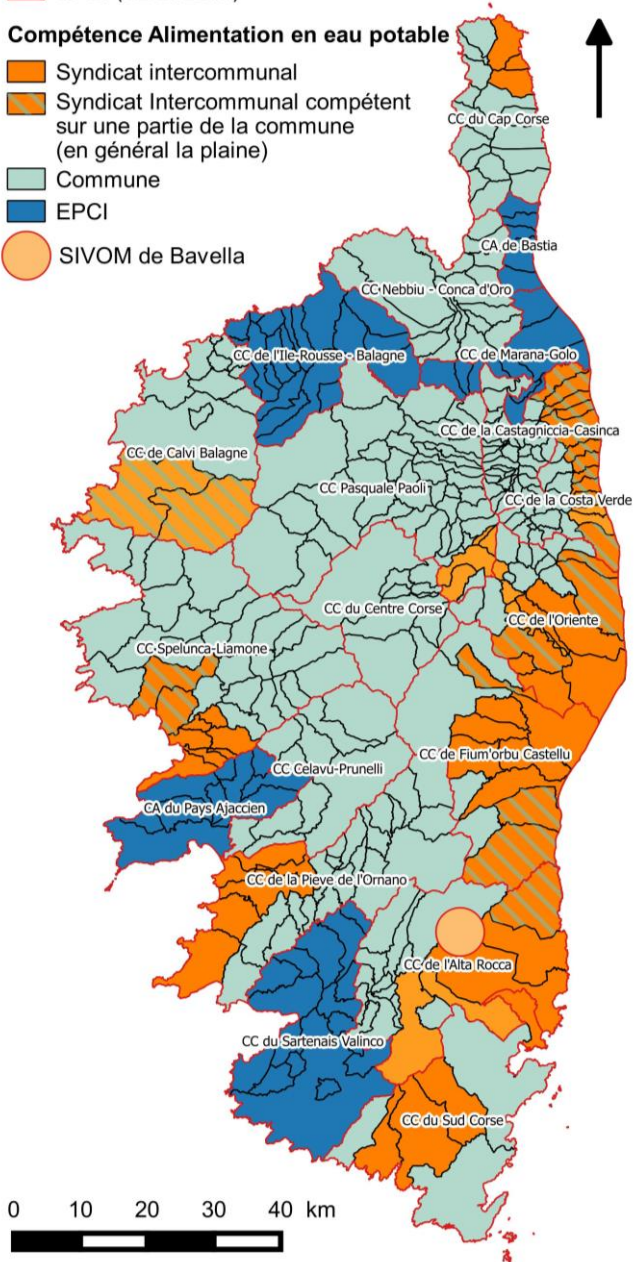 Compétence Alimentation en eau potable
Syndicat intercommunal
Syndicat Intercommunal compétent
sur une partie de la commune
(en général la plaine)
Commune
EPCI
SIVOM de Bavella
CC du Cap Corse
CA de Bastia
CC Nebbiu - Conca d'Oro
CC de l'Ile-Rousse - Balagne
CC de Marana-Golo
CC de la Castagniccia-Casinca
CC de Calvi Balagne
CC Pasquale Paoli
CC de la Costa Verde
CC du Centre Corse
CC de l'Oriente
CC Spelunca-Liamone
CC de Fium'orbu Castellu
CC Celavu-Prunelli
CA du Pays Ajaccien
CC de la Pieve de l'Ornano
CC de l'Alta Rocca
CC du Sartenais Valinco
CC du Sud Corse
0 10 20 30 40 km